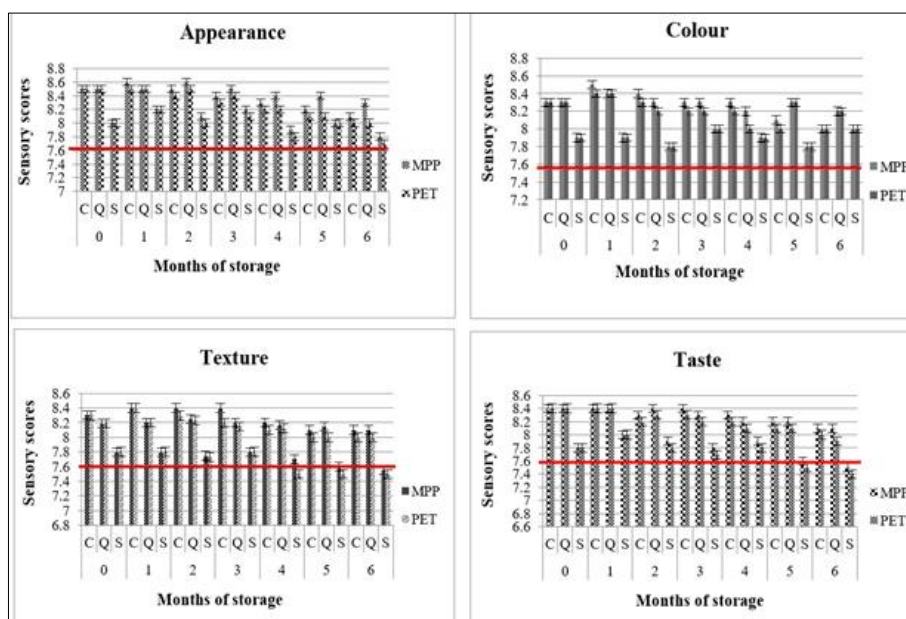 Appearance
Sensory scores
8.8
8.6
8.4
8.2
8
7.8
7.6
7.4
7.2
7
C Q S C Q S C Q S C Q S C Q S C Q S C Q S
0 1 2 3 4 5 6
Months of storage
MPP
PET
Colour
Sensory scores
8.8
8.6
8.4
8.2
8
7.8
7.6
7.4
7.2
C Q S C Q S C Q S C Q S C Q S C Q S C Q S
0 1 2 3 4 5 6
Months of storage
MPP
PET
Texture
Sensory scores
8.6
8.4
8.2
8
7.8
7.6
7.4
7.2
7
6.8
C Q S C Q S C Q S C Q S C Q S C Q S C Q S
0 1 2 3 4 5 6
Months of storage
MPP
PET
Taste
Sensory scores
8.6
8.4
8.2
8
7.8
7.6
7.4
7.2
7
6.8
6.6
C Q S C Q S C Q S C Q S C Q S C Q S C Q S
0 1 2 3 4 5 6
Months of storage
MPP
PET